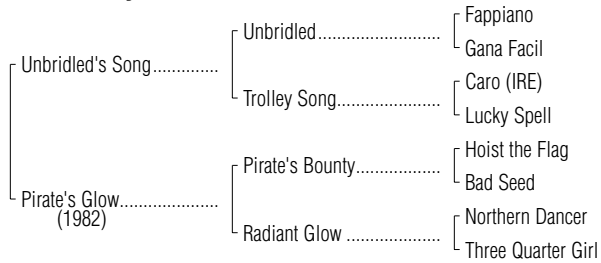 Unbridled's Song..............
Pirate's Glow.....................
(1982)
Unbridled..........................
Trolley Song......................
Pirate's Bounty..................
Radiant Glow ....................
Fappiano
Gana Facil
Caro (IRE)
Lucky Spell
Hoist the Flag
Bad Seed
Northern Dancer
Three Quarter Girl